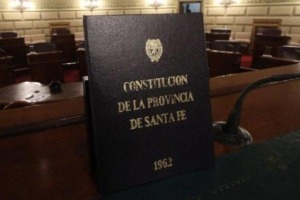 CONSTITUCION
DE LA PROVINCIA
DE SANTA FE
1962